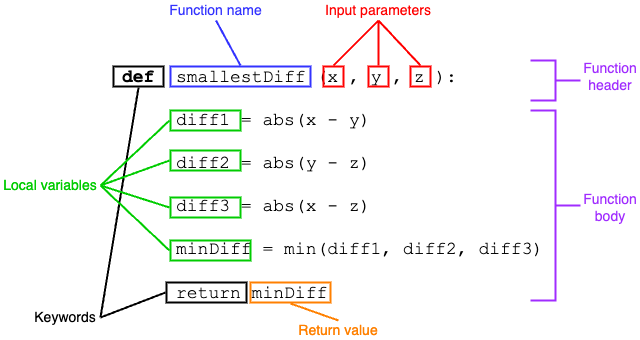 Function name
Input parameters
def smallestDiff (x , y , z ):
Function
header
diff1 = abs(x - y)
diff2 = abs(y - z)
Local variables
diff3 = abs(x - z)
Function
body
minDiff = min(diff1, diff2, diff3)
return minDiff
Keywords
Return value